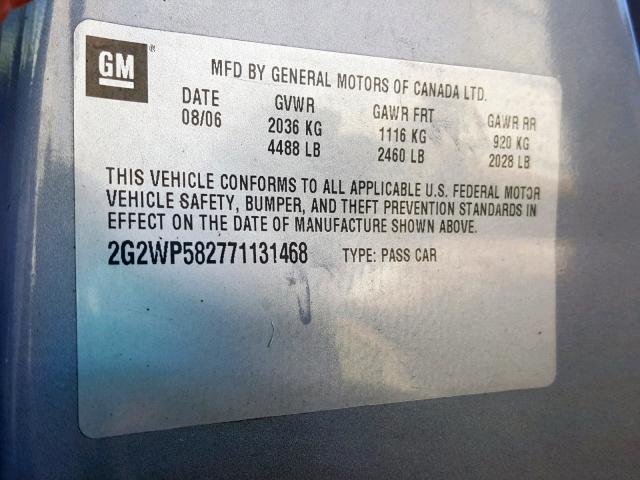 GM®
MFD BY GENERAL MOTORS OF CANADA LTD.
DATE GVWR GAWR FRT GAWR RR
08/06 2036 KG 1116 KG 920 KG
4488 LB 2460 LB 2028 LB
THIS VEHICLE CONFORMS TO ALL APPLICABLE U.S. FEDERAL MOTOR
VEHICLE SAFETY, BUMPER, AND THEFT PREVENTION STANDARDS IN
EFFECT ON THE DATE OF MANUFACTURE SHOWN ABOVE.
2G2WP582771131468 TYPE: PASS CAR